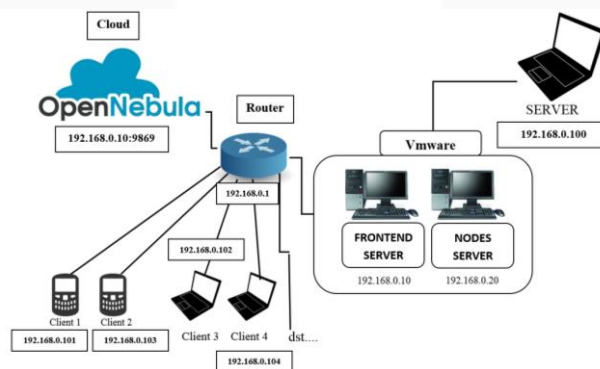 Cloud
OpenNebula
192.168.0.10:9869
Router
192.168.0.1
SERVER
192.168.0.100
Vmware
FRONTEND
SERVER
192.168.0.10
NODES
SERVER
192.168.0.20
192.168.0.102
Client 1
192.168.0.101
Client 2
192.168.0.103
Client 3
Client 4
192.168.0.104
dst....